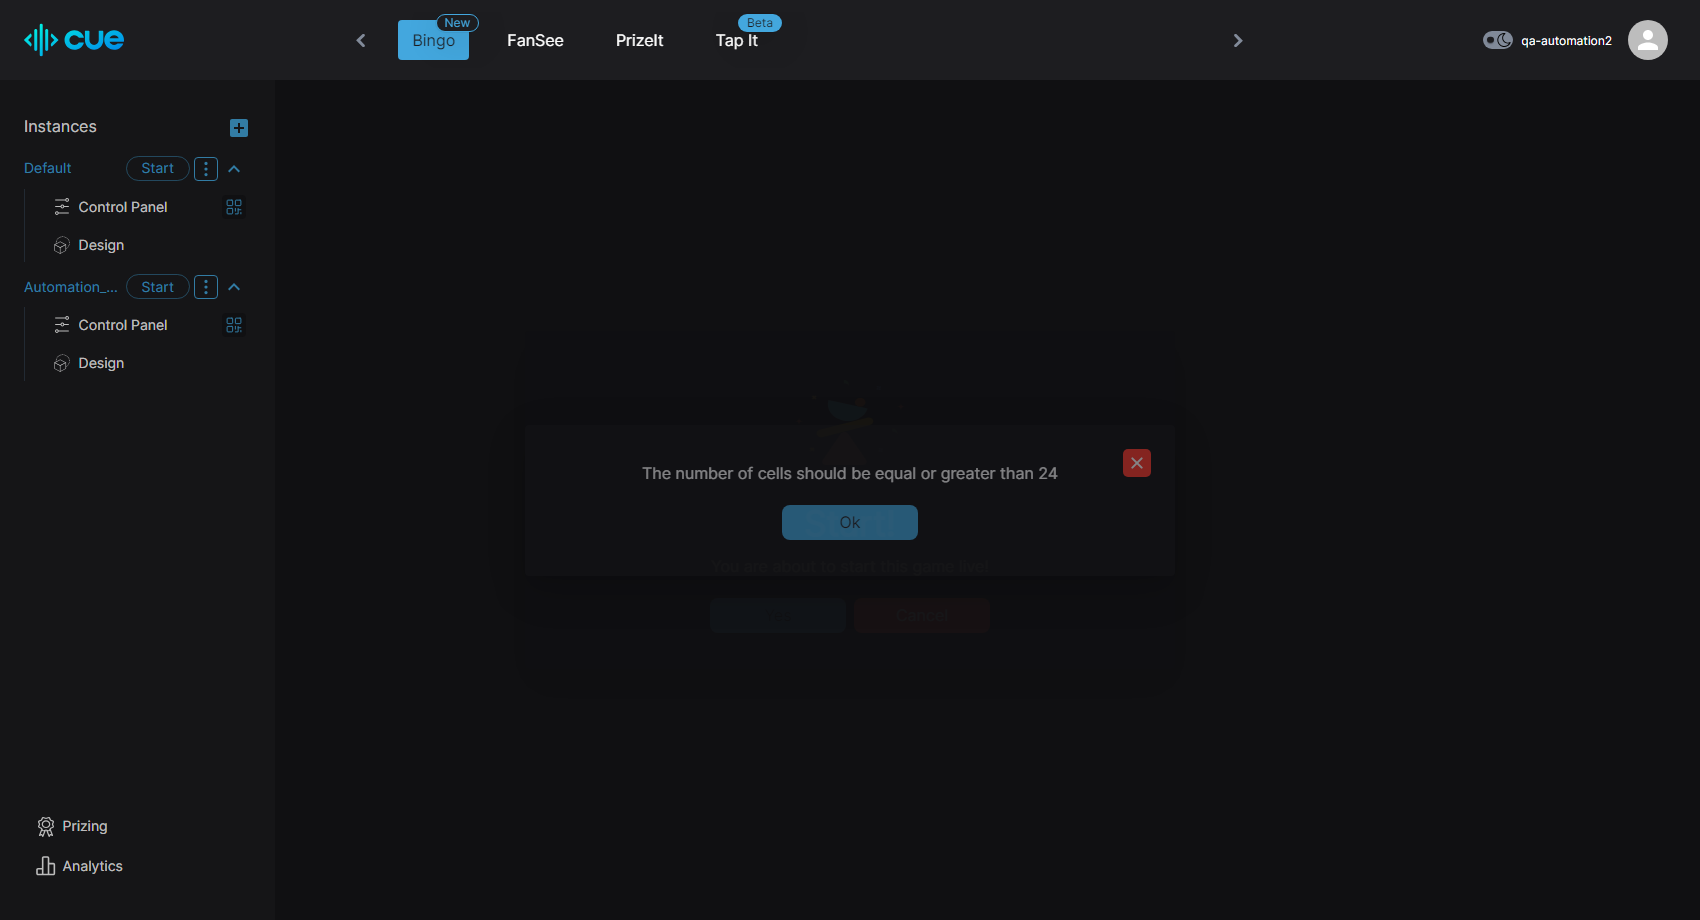 cue
Bingo
New
FanSee
PrizeIt
Tap It
Beta
qa-automation2
Instances
Default
Start
Control Panel
Design
Automation_...
Start
Control Panel
Design
The number of cells should be equal or greater than 24
Ok
You are about to start this game live!
Cancel
Prizing
Analytics